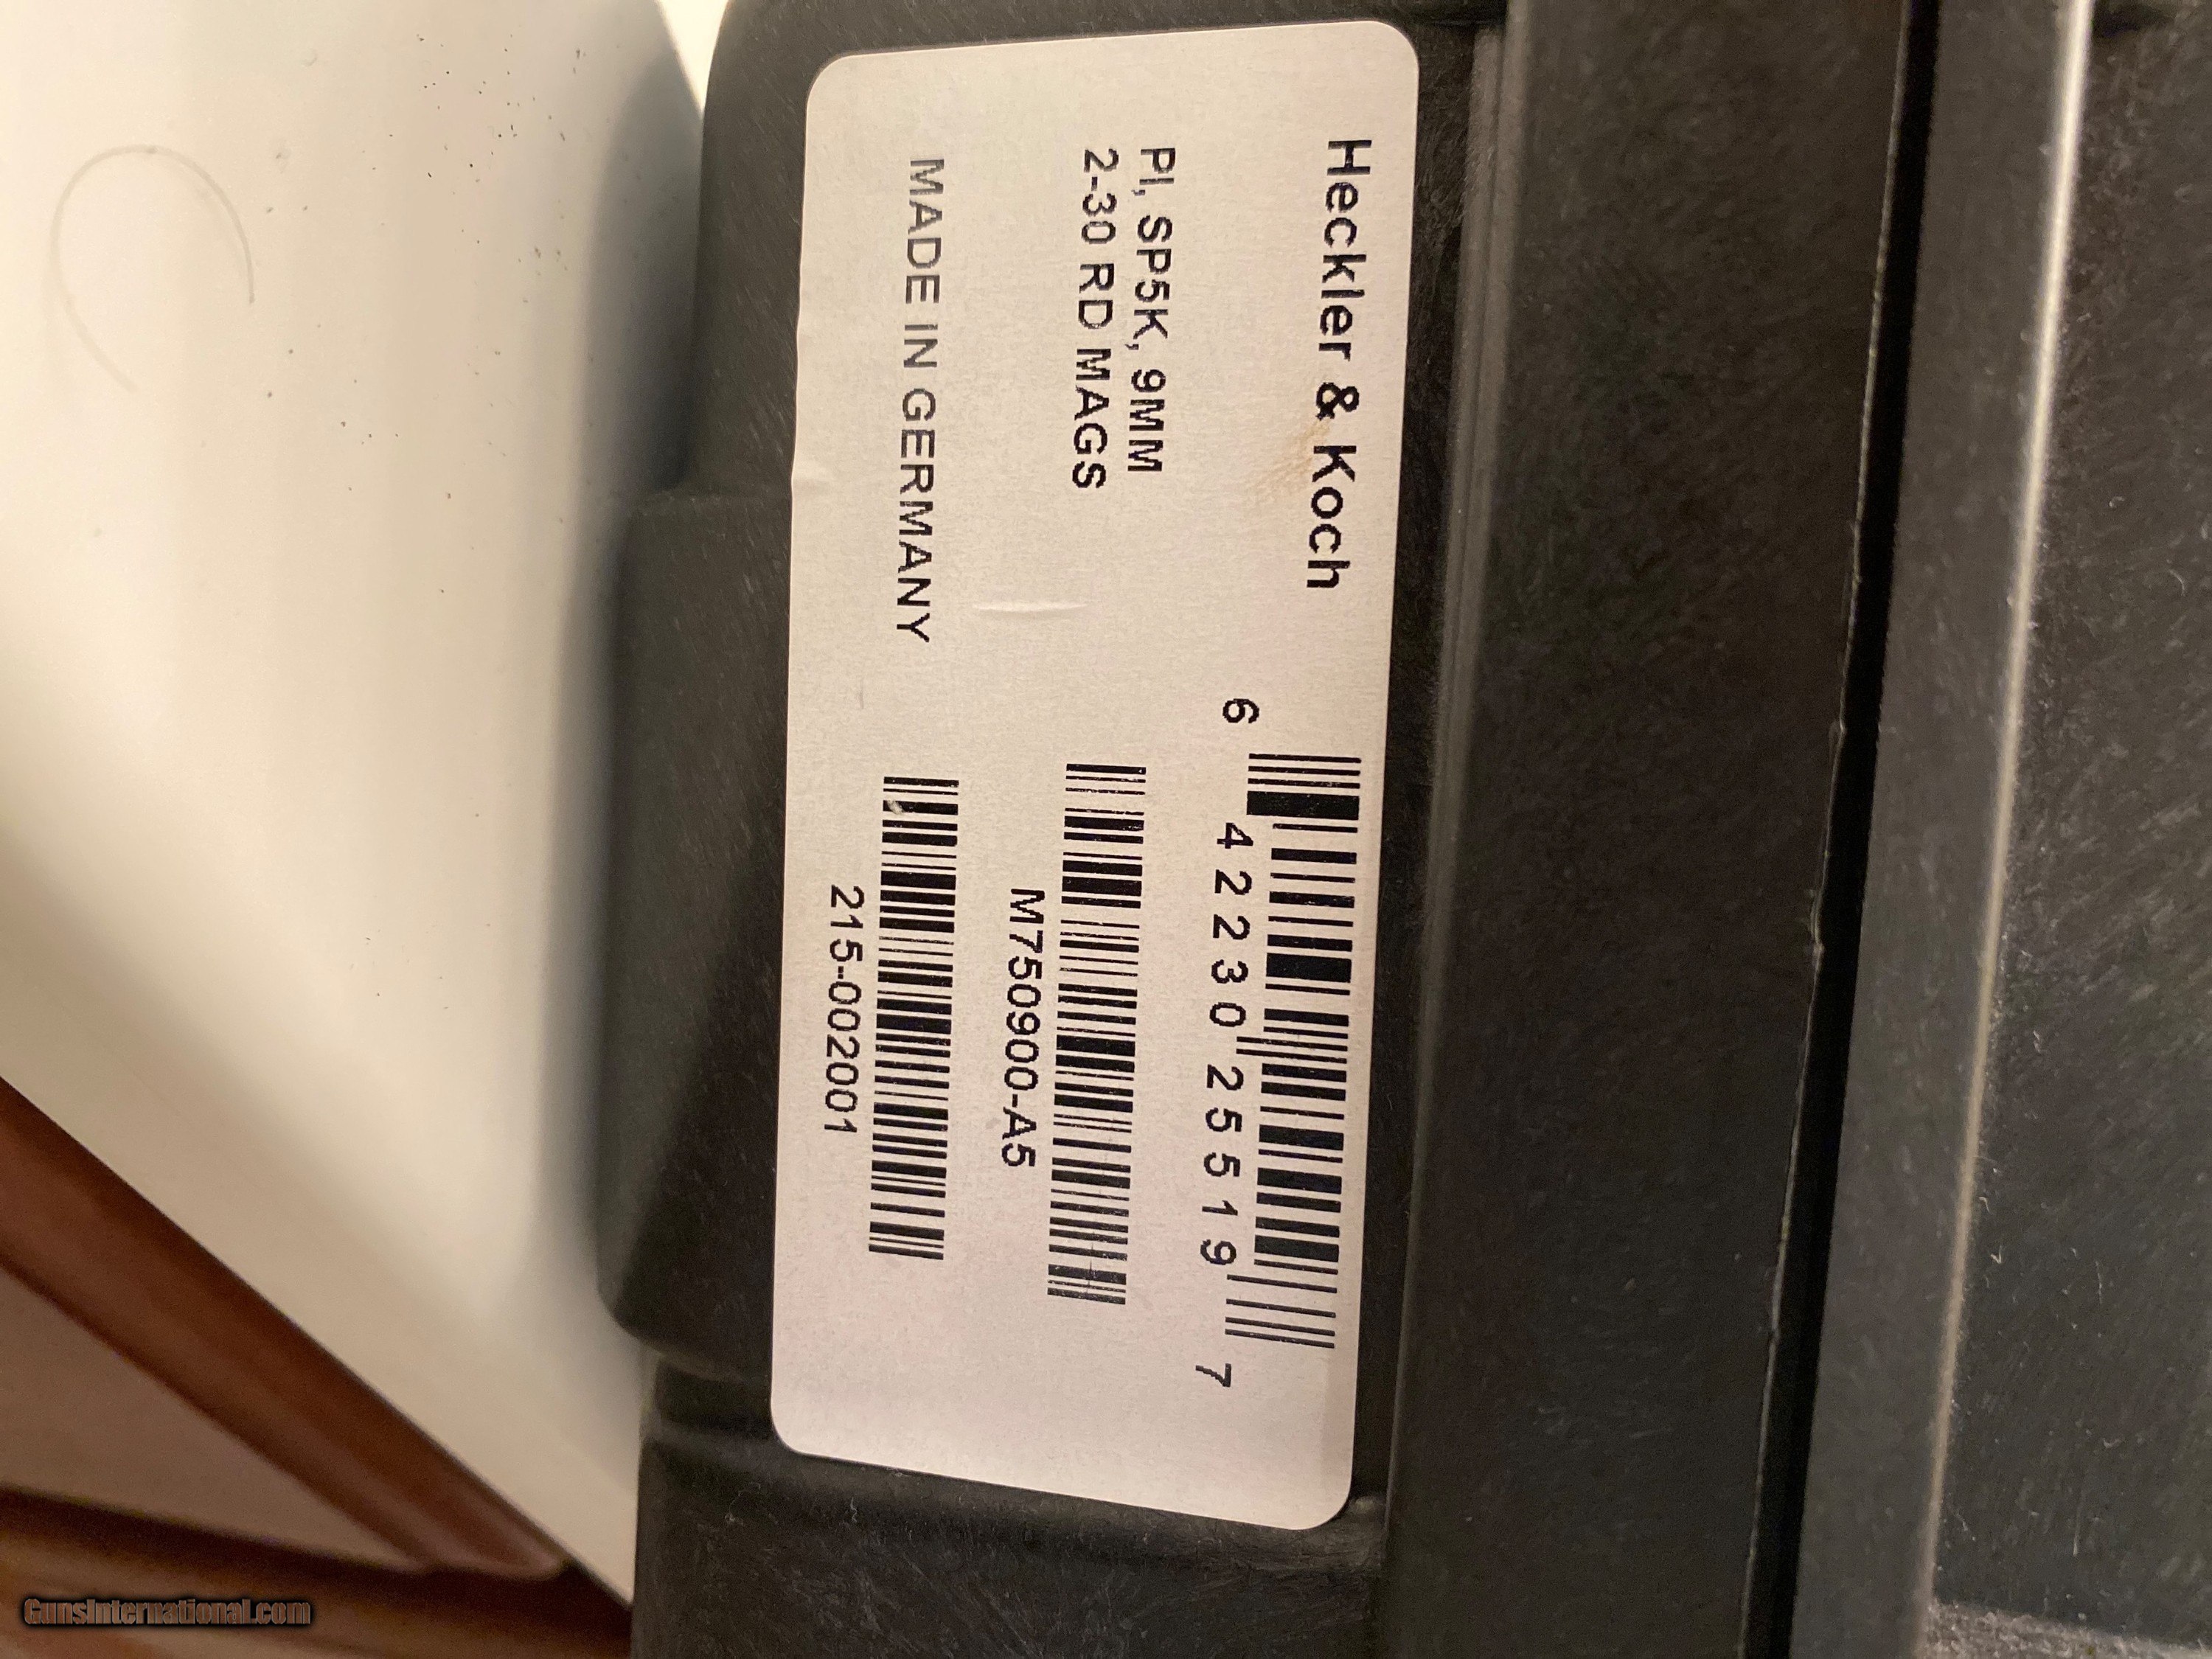 Heckler & Koch
6 42230 25519 7
PI, SP5K, 9MM
2-30 RD MAGS
M750900-A5
MADE IN GERMANY
215-002001
GunsInternational.com